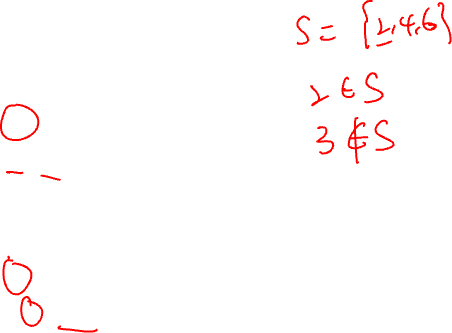 S = {2,4,6}
2 ∈ S
3 ∉ S